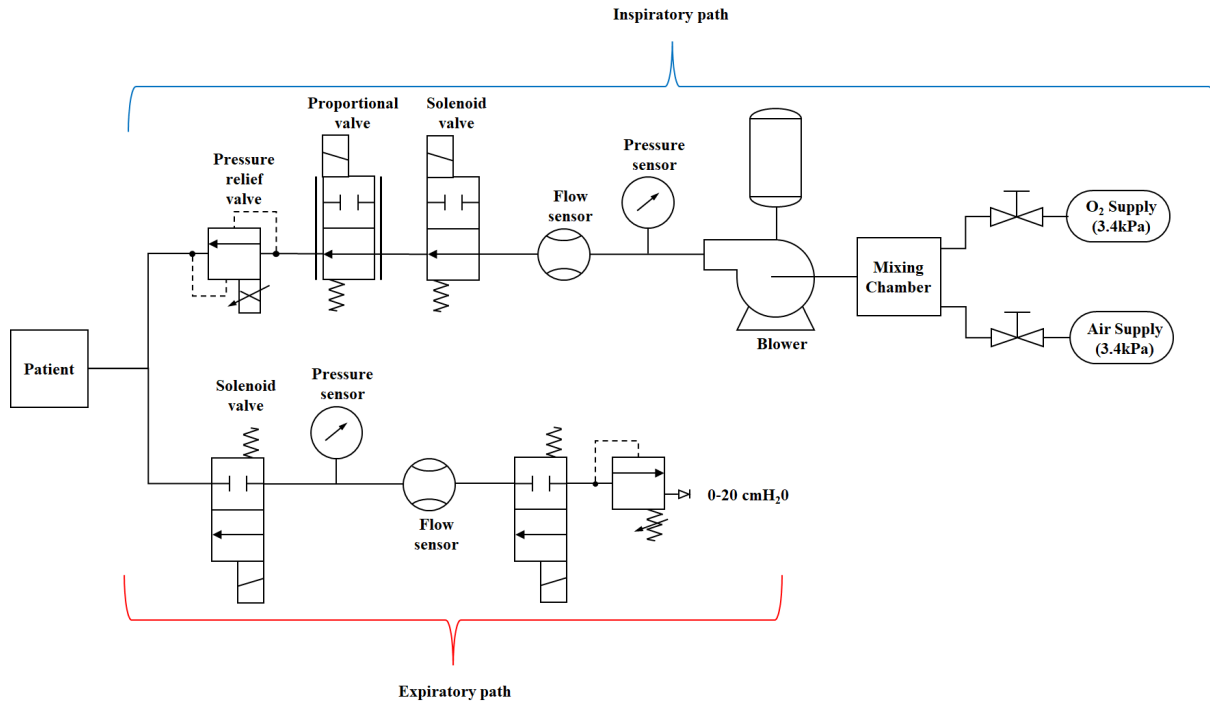 Inspiratory path
Proportional
valve
Solenoid
valve
Pressure
relief
valve
Flow
sensor
Pressure
sensor
Blower
Mixing
Chamber
O₂ Supply
(3.4kPa)
Air Supply
(3.4kPa)
Patient
Solenoid
valve
Pressure
sensor
Flow
sensor
0-20 cmH₂0
Expiratory path